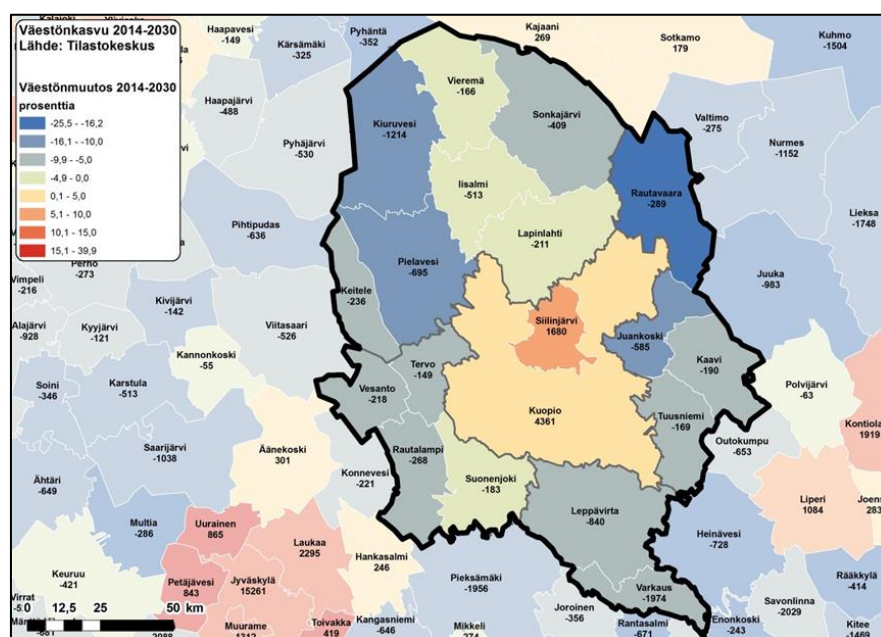 Väestönkasvu 2014-2030
Lähde: Tilastokeskus
Väestönmuutos 2014-2030
prosenttia
-25,5 - -16,2
-16,1 - -10,0
-9,9 - -5,0
-4,9 - 0,0
0,1 - 5,0
5,1 - 10,0
10,1 - 15,0
15,1 - 39,9
Haapavesi
-149
Kärsämäki
-325
Pyhäntä
-352
Kajaani
269
Sotkamo
179
Kuhmo
-1504
Vieremä
-166
Haapajärvi
-488
Kiuruvesi
-1214
Sonkajärvi
-409
Valtimo
-275
Pyhäjärvi
-530
Nurmes
-1152
Iisalmi
-513
Rautavaara
-289
Lieksa
-1748
Pihtipudas
-636
Lapinlahti
-211
Perho
-273
Pielavesi
-695
Juuka
-983
Vimpeli
-216
Kivijärvi
-142
Keitele
-236
Siilinjärvi
1680
Alajärvi
-928
Kyyjärvi
-121
Viitasaari
-526
Juankoski
-585
Kannonkoski
-55
Tervo
-149
Kaavi
-190
Soini
-346
Karstula
-513
Vesanto
-218
Polvijärvi
-63
Kuopio
4361
Tuusniemi
-169
Kontiola
1919
Saarijärvi
-1038
Äänekoski
301
Rautalampi
-268
Outokumpu
-653
Ähtäri
-649
Konnevesi
-221
Suonenjoki
-183
Liperi
1084
Joens
283
Leppävirta
-840
Multia
-286
Uurainen
865
Laukaa
2295
Heinävesi
-728
Hankasalmi
246
Keuruu
-421
Petäjävesi
843
Jyväskylä
15261
Pieksämäki
-1956
Rääkkylä
-414
Varkaus
-1974
Virrat
Savonlinna
-2029
0 12,5 25 50 km
Muurame
1312
Toivakka
419
Kangasniemi
-646
Mikkeli
Joroinen
-356
Rantasalmi
-671
Enonkoski
-243
Kitee
-1469